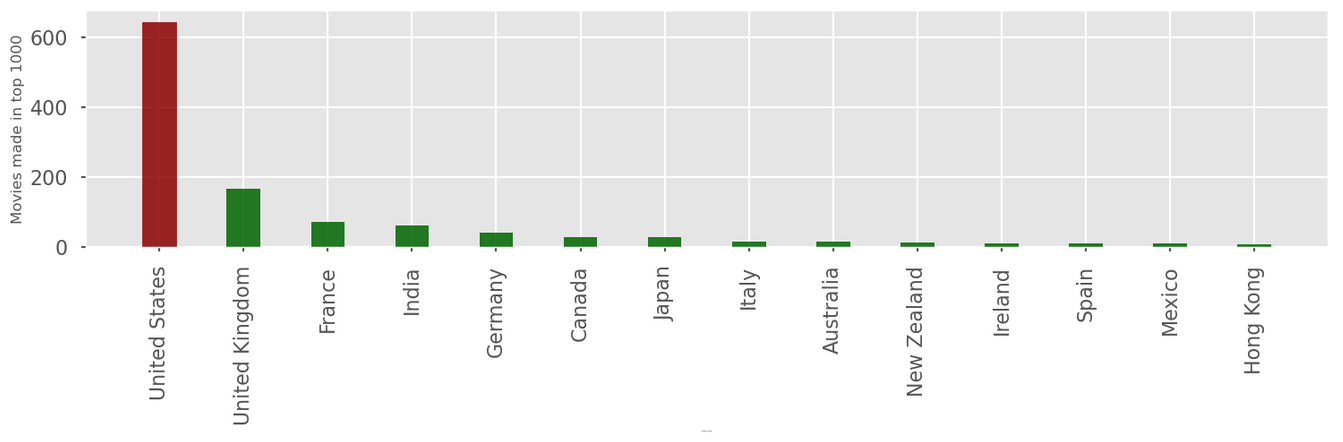 Movies made in top 1000
600
400
200
0
United States
United Kingdom
France
India
Germany
Canada
Japan
Italy
Australia
New Zealand
Ireland
Spain
Mexico
Hong Kong